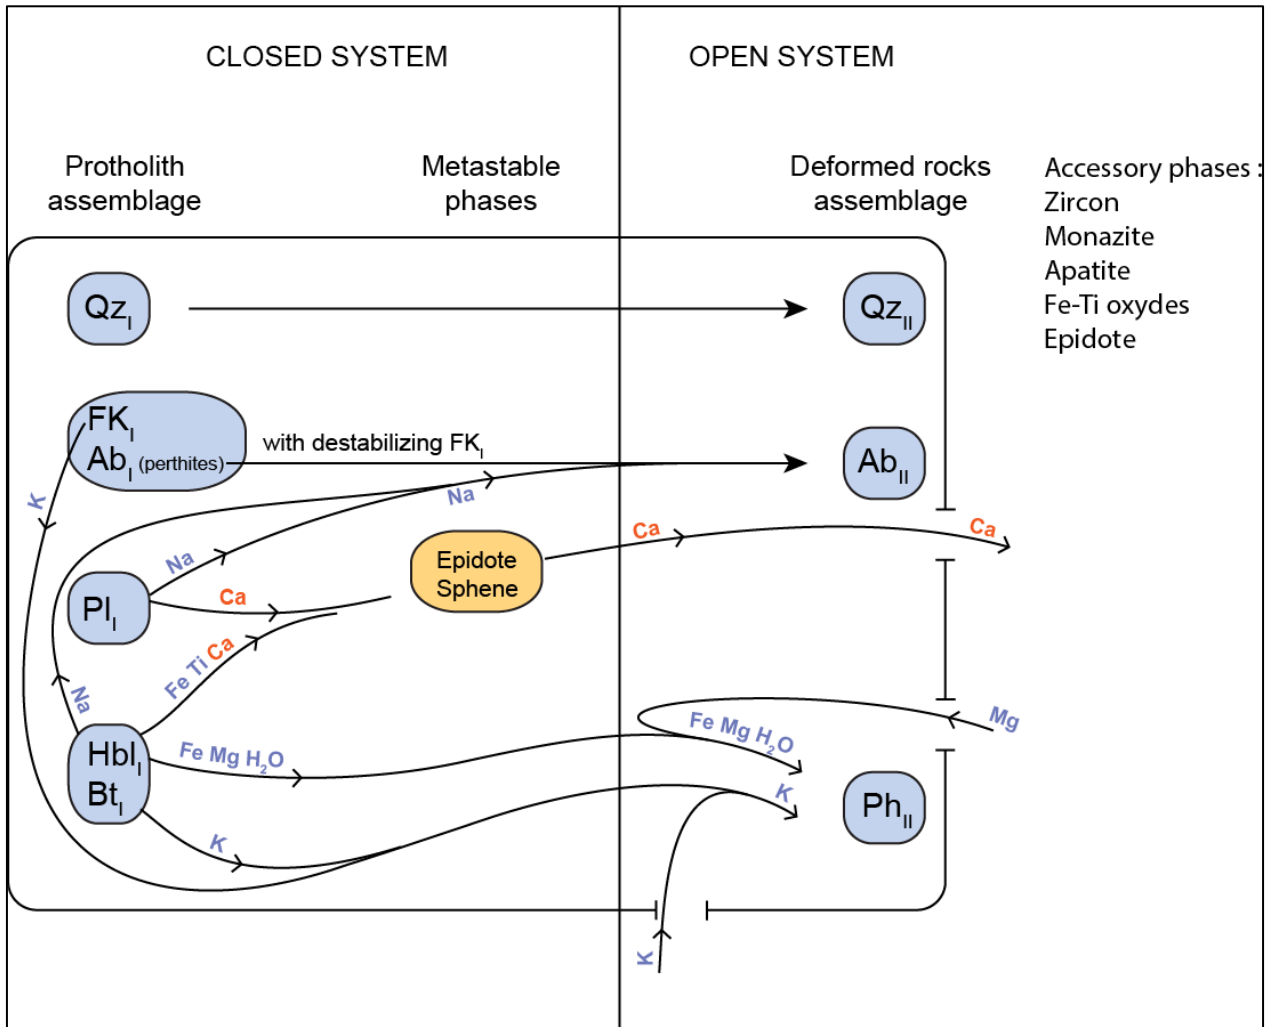 CLOSED SYSTEM
OPEN SYSTEM
Protholith
assemblage
Metastable
phases
Deformed rocks
assemblage
Accessory phases :
Zircon
Monazite
Apatite
Fe-Ti oxydes
Epidote
QzI
QzII
FKI
AbI (perthites)
with destabilizing FKI
AbII
K
Na
Na
Ca
Ca
Epidote
Sphene
PlI
Ca
Fe Ti Ca
Na
Mg
HblI
BtI
Fe Mg H2O
Fe Mg H2O
K
K
PhII
K